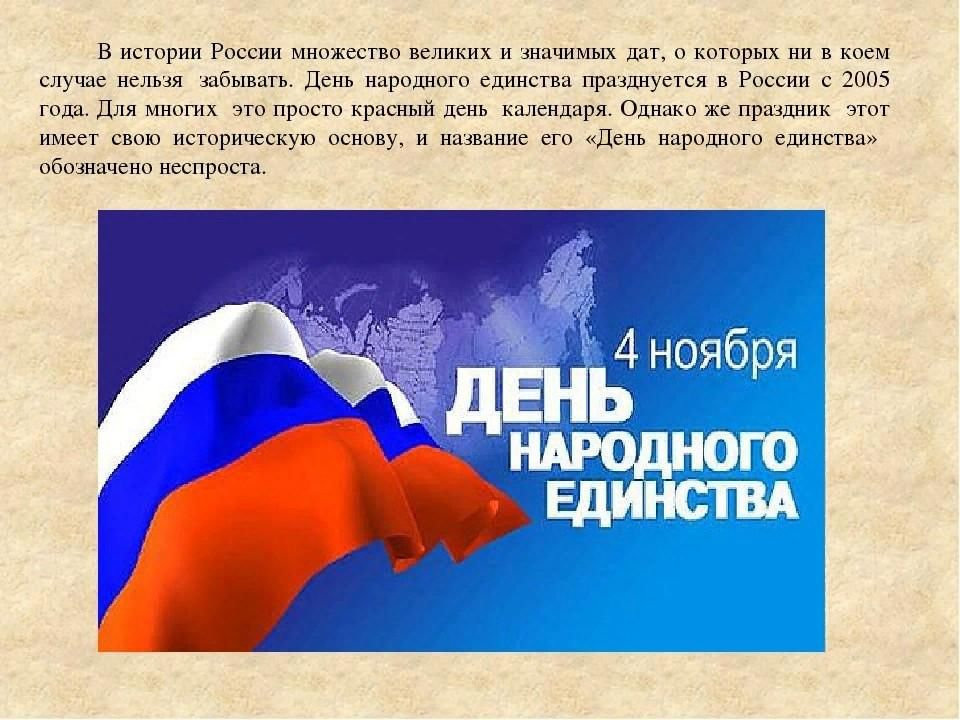 В истории России множество великих и значимых дат, о которых ни в коем
случае нельзя забывать. День народного единства празднуется в России с 2005
года. Для многих это просто красный день календаря. Однако же праздник этот
имеет свою историческую основу, и название его «День народного единства»
обозначено неспроста.
4 ноября
ДЕНЬ
НАРОДНОГО
ЕДИНСТВА